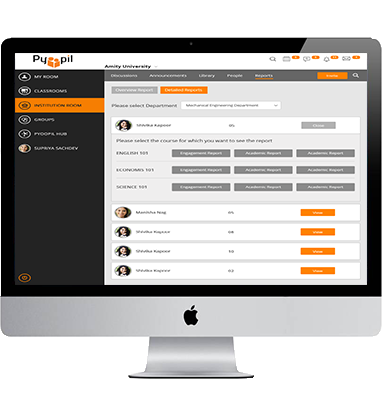 Pyoopil
Amity University
MY ROOM
CLASSROOMS
INSTITUTION ROOM
GROUPS
PYOOPIL HUB
SUPRIYA SACHDEV
Discussions Announcements Library People Reports Invite
Overview Report Detailed Reports
Please select Department Mechanical Engineering Department
Shivika Kapoor 05 Close
Please select the course for which you want to see the report
ENGLISH 101 Engagement Report Academic Report Academic Report
ECONOMIS 101 Engagement Report Academic Report Academic Report
SCIENCE 101 Engagement Report Academic Report Academic Report
Manisha Nag 05 View
Shivika Kapoor 08 View
Shivika Kapoor 10 View
Shivika Kapoor 02 View